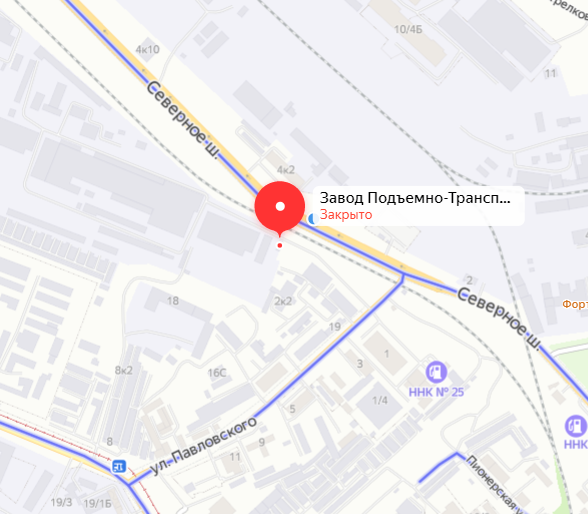 10/4Б
4к10
11
Северное ш.
4к2
Завод Подъемно-Трансп...
Закрыто
2
Северное ш.
Форт
18
2к2
19
3
1
8к2
16С
ННК № 25
1/4
5
ул. Павловского
9
11
8
13
ННК
Пионерская
19/3
19/1Б